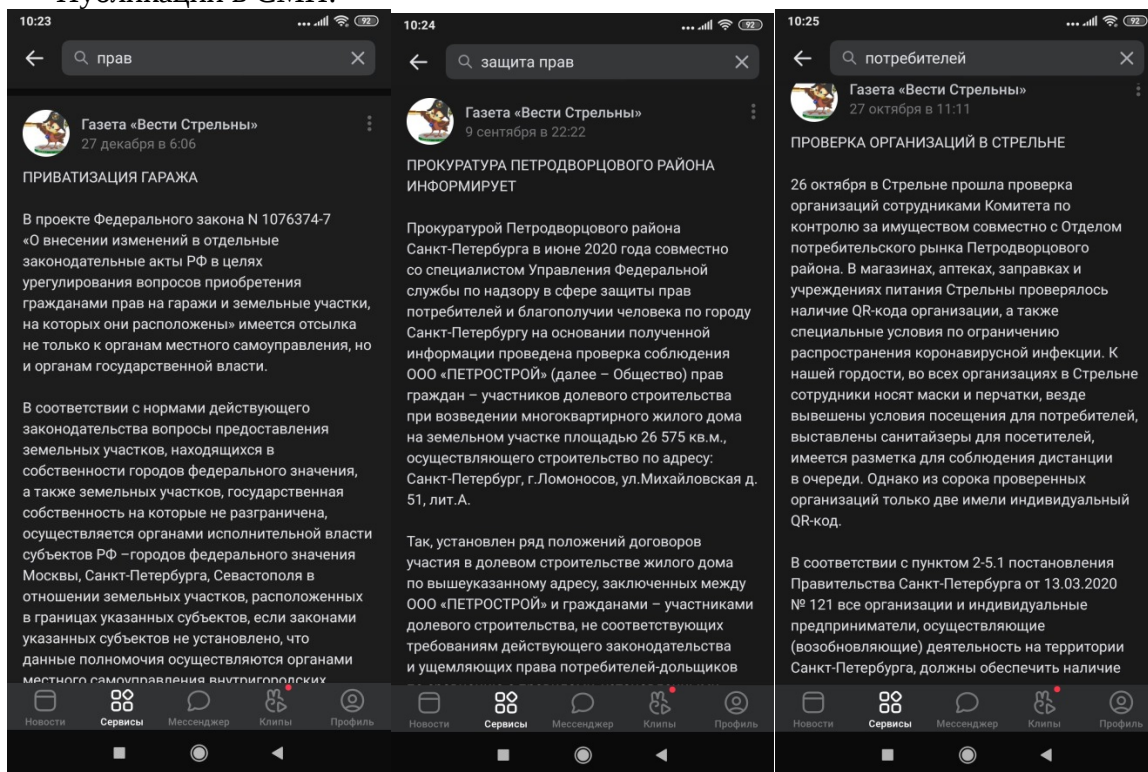 Публикации в СМИ:
10:23
92
прав
Газета «Вести Стрельны»
27 декабря в 6:06
ПРИВАТИЗАЦИЯ ГАРАЖА
В проекте Федерального закона N 1076374-7
«О внесении изменений в отдельные
законодательные акты РФ в целях
урегулирования вопросов приобретения
гражданами прав на гаражи и земельные участки,
на которых они расположены» имеется отсылка
не только к органам местного самоуправления, но
и органам государственной власти.
В соответствии с нормами действующего
законодательства вопросы предоставления
земельных участков, находящихся в
собственности городов федерального значения,
а также земельных участков, государственная
собственность на которые не разграничена,
осуществляется органами исполнительной власти
субъектов РФ –городов федерального значения
Москвы, Санкт-Петербурга, Севастополя в
отношении земельных участков, расположенных
в границах указанных субъектов, если законами
указанных субъектов не установлено, что
данные полномочия осуществляются органами
местного самоуправления внутригородских
Новости Сервисы Мессенджер Клипы Профиль
10:24
92
защита прав
Газета «Вести Стрельны»
9 сентября в 22:22
ПРОКУРАТУРА ПЕТРОДВОРЦОВОГО РАЙОНА
ИНФОРМИРУЕТ
Прокуратурой Петродворцового района
Санкт-Петербурга в июне 2020 года совместно
со специалистом Управления Федеральной
службы по надзору в сфере защиты прав
потребителей и благополучии человека по городу
Санкт-Петербургу на основании полученной
информации проведена проверка соблюдения
ООО «ПЕТРОСТРОЙ» (далее – Общество) прав
граждан – участников долевого строительства
при возведении многоквартирного жилого дома
на земельном участке площадью 26 575 кв.м.,
осуществляющего строительство по адресу:
Санкт-Петербург, г.Ломоносов, ул.Михайловская д.
51, лит.А.
Так, установлен ряд положений договоров
участия в долевом строительстве жилого дома
по вышеуказанному адресу, заключенных между
ООО «ПЕТРОСТРОЙ» и гражданами – участниками
долевого строительства, не соответствующих
требованиям действующего законодательства
и ущемляющих права потребителей-дольщиков
Новости Сервисы Мессенджер Клипы Профиль
10:25
92
потребителей
Газета «Вести Стрельны»
27 октября в 11:11
ПРОВЕРКА ОРГАНИЗАЦИЙ В СТРЕЛЬНЕ
26 октября в Стрельне прошла проверка
организаций сотрудниками Комитета по
контролю за имуществом совместно с Отделом
потребительского рынка Петродворцового
района. В магазинах, аптеках, заправках и
учреждениях питания Стрельны проверялось
наличие QR-кода организации, а также
специальные условия по ограничению
распространения коронавирусной инфекции. К
нашей гордости, во всех организациях в Стрельне
сотрудники носят маски и перчатки, везде
вывешены условия посещения для потребителей,
выставлены санитайзеры для посетителей,
имеется разметка для соблюдения дистанции
в очереди. Однако из сорока проверенных
организаций только две имели индивидуальный
QR-код.
В соответствии с пунктом 2-5.1 постановления
Правительства Санкт-Петербурга от 13.03.2020
№ 121 все организации и индивидуальные
предприниматели, осуществляющие
(возобновляющие) деятельность на территории
Санкт-Петербурга, должны обеспечить наличие
Новости Сервисы Мессенджер Клипы Профиль